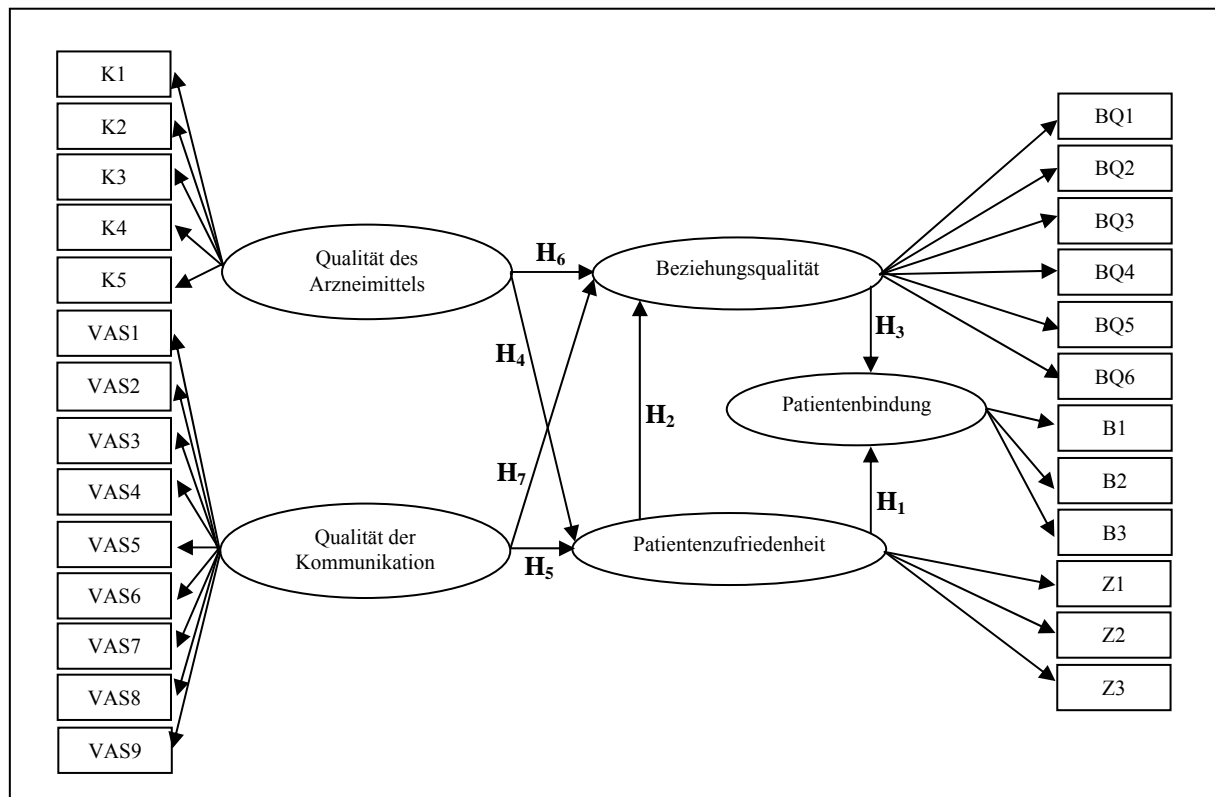 K1
K2
K3
K4
K5
VAS1
VAS2
VAS3
VAS4
VAS5
VAS6
VAS7
VAS8
VAS9
Qualität des
Arzneimittels
Qualität der
Kommunikation
H6
H4
H7
H5
H2
Beziehungsqualität
H3
Patientenbindung
H1
Patientenzufriedenheit
BQ1
BQ2
BQ3
BQ4
BQ5
BQ6
B1
B2
B3
Z1
Z2
Z3